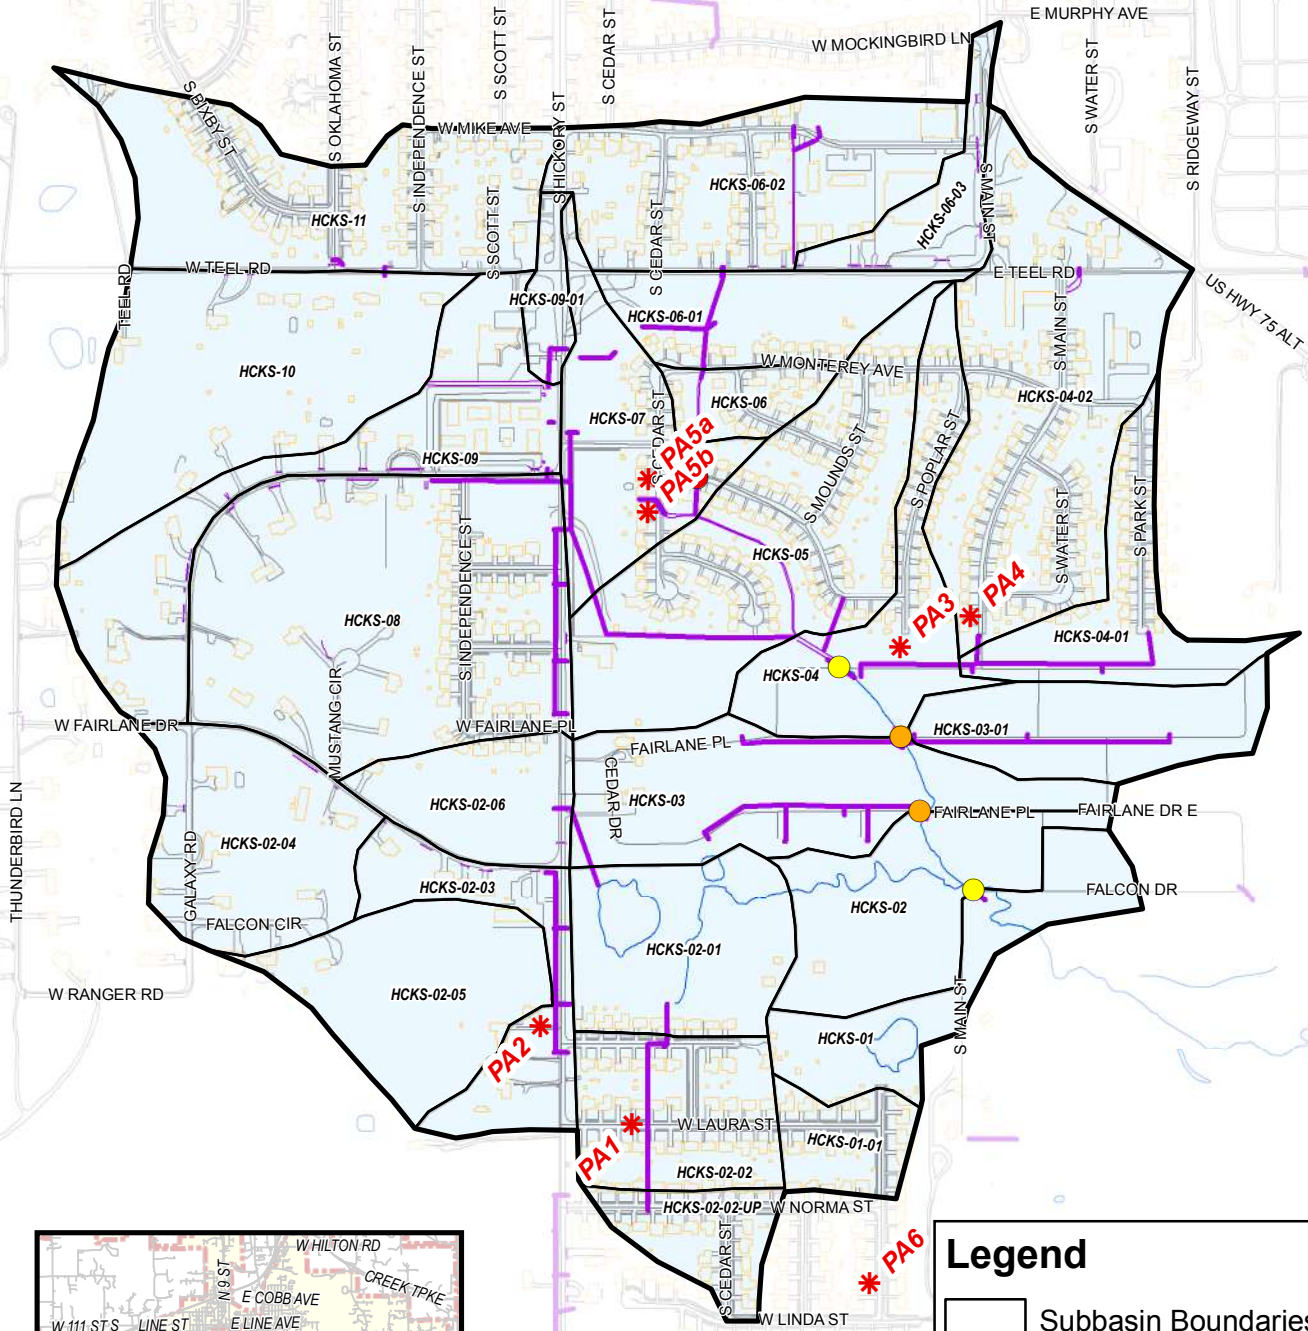 E MURPHY AVE
W MOCKINGBIRD LN
S SCOTT ST
S CEDAR ST
S OKLAHOMA ST
S INDEPENDENCE ST
S WATER ST
S RIDGEWAY ST
S BIXBY ST
W MIKE AVE
S HICKORY ST
HCKS-06-02
HCKS-06-03
S MAIN ST
HCKS-11
S SCOTT ST
S CEDAR ST
W TEEL RD
E TEEL RD
TEEL RD
US HWY 75 ALT
HCKS-09-01
HCKS-06-01
S MAIN ST
HCKS-10
W MONTEREY AVE
HCKS-04-02
HCKS-06
HCKS-07
S CEDAR ST
PA5a
PA5b
S MOUNDS ST
S POPLAR ST
HCKS-09
S INDEPENDENCE ST
S WATER ST
S PARK ST
HCKS-05
PA3
PA4
HCKS-08
HCKS-04-01
MUSTANG CIR
HCKS-04
W FAIRLANE DR
W FAIRLANE PL
FAIRLANE PL
HCKS-03-01
CEDAR DR
HCKS-02-06
HCKS-03
FAIRLANE PL
FAIRLANE DR E
THUNDERBIRD LN
GALAXY RD
HCKS-02-04
HCKS-02-03
HCKS-02
FALCON DR
FALCON CIR
HCKS-02-01
W RANGER RD
HCKS-02-05
S MAIN ST
HCKS-01
PA2
PA1
W LAURA ST
HCKS-01-01
HCKS-02-02
HCKS-02-02-UP
W NORMA ST
S CEDAR ST
PA6
W LINDA ST
W HILTON RD
N 9 ST
CREEK TPKE
E COBB AVE
W 111 ST S
LINE ST
E LINE AVE
Legend
Subbasin Boundaries